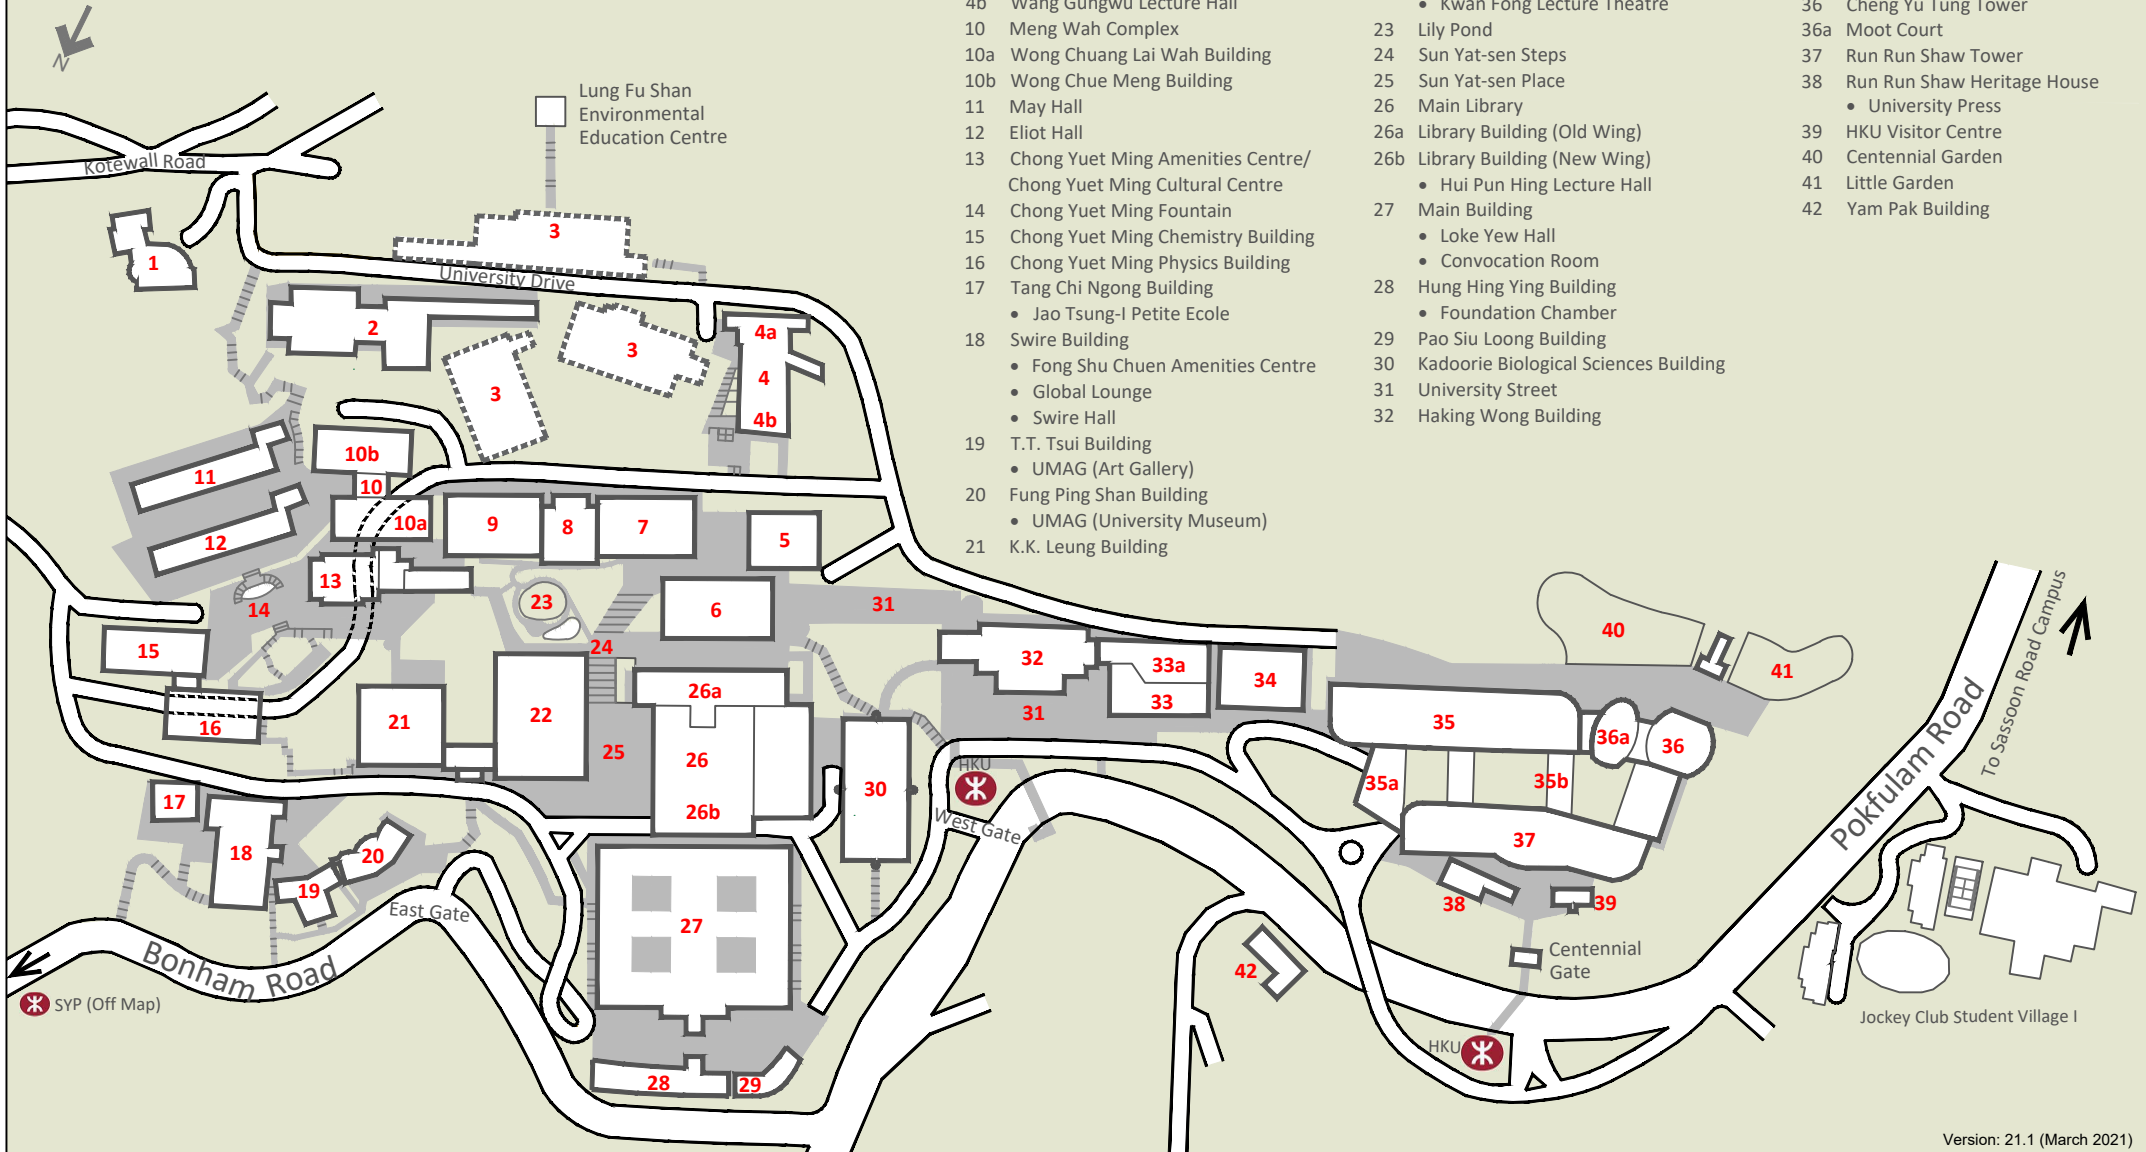 4b Wang Gungwu Lecture Hall
10 Meng Wah Complex
10a Wong Chuang Lai Wah Building
10b Wong Chue Meng Building
11 May Hall
12 Eliot Hall
13 Chong Yuet Ming Amenities Centre/
Chong Yuet Ming Cultural Centre
14 Chong Yuet Ming Fountain
15 Chong Yuet Ming Chemistry Building
16 Chong Yuet Ming Physics Building
17 Tang Chi Ngong Building
• Jao Tsung-I Petite Ecole
18 Swire Building
• Fong Shu Chuen Amenities Centre
• Global Lounge
• Swire Hall
19 T.T. Tsui Building
• UMAG (Art Gallery)
20 Fung Ping Shan Building
• UMAG (University Museum)
21 K.K. Leung Building
• Kwan Fong Lecture Theatre
23 Lily Pond
24 Sun Yat-sen Steps
25 Sun Yat-sen Place
26 Main Library
26a Library Building (Old Wing)
26b Library Building (New Wing)
• Hui Pun Hing Lecture Hall
27 Main Building
• Loke Yew Hall
• Convocation Room
28 Hung Hing Ying Building
• Foundation Chamber
29 Pao Siu Loong Building
30 Kadoorie Biological Sciences Building
31 University Street
32 Haking Wong Building
36 Cheng Yu Tung Tower
36a Moot Court
37 Run Run Shaw Tower
38 Run Run Shaw Heritage House
• University Press
39 HKU Visitor Centre
40 Centennial Garden
41 Little Garden
42 Yam Pak Building
N
Lung Fu Shan
Environmental
Education Centre
Kotewall Road
1
3
University Drive
2
3
3
4a
4
4b
10b
11
10
10a
9
8
7
5
12
13
14
23
6
31
24
15
16
21
22
25
26a
26
26b
32
33a
33
34
31
40
41
35
36a
36
35a
35b
30
HKU
West Gate
17
18
19
20
East Gate
27
37
38
39
Centennial
Gate
42
Pokfulam Road
To Sassoon Road Campus
Bonham Road
SYP (Off Map)
28
29
HKU
Jockey Club Student Village I
Version: 21.1 (March 2021)